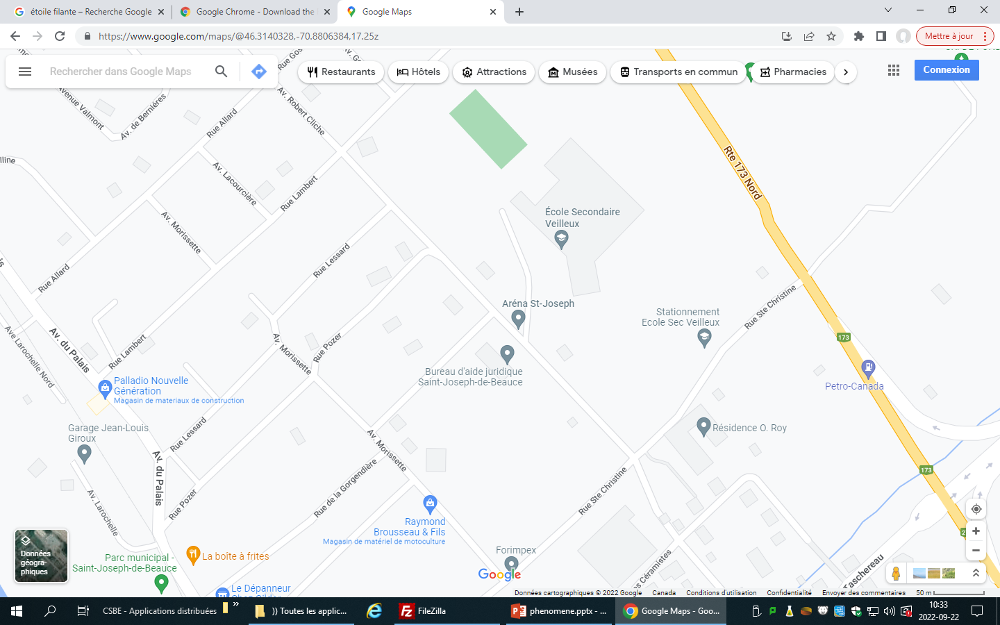 étoile filante – Recherche Google
Google Chrome - Download the
Google Maps
https://www.google.com/maps/@46.3140328,-70.8806384,17.25z
Mettre à jour
Rechercher dans Google Maps
Restaurants
Hôtels
Attractions
Musées
Transports en commun
Pharmacies
Connexion
Avenue Valmont
Av. de Berniéres
Rue Allard
Av. Robert Cliche
Av. Lacourcière
Rue Lambert
Av. Morissette
Rue Allard
Rue Lessard
Rte 173 Nord
École Secondaire
Veilleux
Aréna St-Joseph
Stationnement
Ecole Sec Veilleux
Rue Ste Christine
173
Petro-Canada
Bureau d'aide juridique
Saint-Joseph-de-Beauce
Av. Morissette
Rue Pozer
Rue Lambert
Av. du Palais
Ave Larochelle Nord
Palladio Nouvelle
Génération
Magasin de materiaux de construction
Garage Jean-Louis
Giroux
Rue Lessard
Av. du Palais
Rue Pozer
Av. Larochelle
Av. Morissette
Rue de la Gorgendière
Résidence O. Roy
173
Rue Ste Christine
Raymond
Brousseau & Fils
Magasin de matériel de motoculture
Forimpex
Google
Données
géogra-
phiques
Parc municipal -
Saint-Joseph-de-Beauce
La boîte à frites
Le Dépanneur
Taschereau
Données cartographiques © 2022 Google
Canada
Conditions d'utilisation
Confidentialité
Envoyer des commentaires
50 m
CSBE - Applications distribuées
»
)) Toutes les applic...
FileZilla
phenomene.pptx - ...
Google Maps - Goo...
10:33
2022-09-22